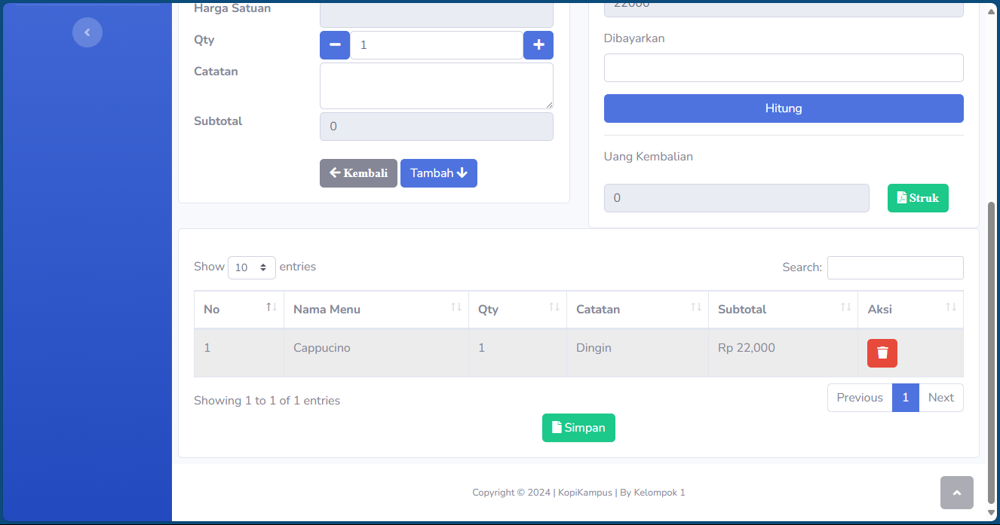 Harga Satuan
Qty
1
Catatan
Subtotal
0
Kembali
Tambah
22000
Dibayarkan
Hitung
Uang Kembalian
0
Struk
Show 10 entries
Search:
No Nama Menu Qty Catatan Subtotal Aksi
1 Cappucino 1 Dingin Rp 22,000
Showing 1 to 1 of 1 entries
Previous 1 Next
Simpan
Copyright © 2024 | KopiKampus | By Kelompok 1